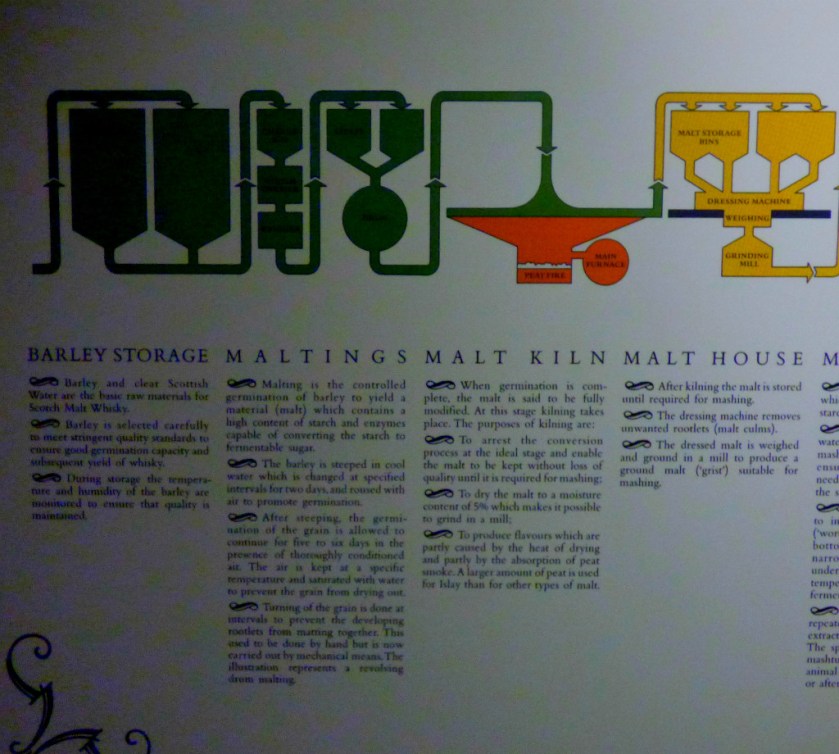 MALT STORAGE
BINS
DRESSING MACHINE
WEIGHING
GRINDING
MILL
MAIN
FURNACE
PEAT FIRE
BARLEY STORAGE
Barley and clear Scottish
Water are the basic raw materials for
Scotch Malt Whisky.
Barley is selected carefully
to meet stringent quality standards to
ensure good germination capacity and
subsequent yield of whisky.
During storage the tempera-
ture and humidity of the barley are
monitored to ensure that quality is
maintained.
MALTINGS
Malting is the controlled
germination of barley to yield a
material (malt) which contains a
high content of starch and enzymes
capable of converting the starch to
fermentable sugar.
The barley is steeped in cool
water which is changed at specified
intervals for two days, and roused with
air to promote germination.
After steeping, the germi-
nation of the grain is allowed to
continue for five to six days in the
presence of thoroughly conditioned
air. The air is kept at a specific
temperature and saturated with water
to prevent the grain from drying out.
Turning of the grain is done at
intervals to prevent the developing
rootlets from matting together. This
used to be done by hand but is now
carried out by mechanical means. The
illustration represents a revolving
drum malting.
MALT KILN
When germination is com-
plete, the malt is said to be fully
modified. At this stage kilning takes
place. The purposes of kilning are:
To arrest the conversion
process at the ideal stage and enable
the malt to be kept without loss of
quality until it is required for mashing;
To dry the malt to a moisture
content of 5% which makes it possible
to grind in a mill;
To produce flavours which are
partly caused by the heat of drying
and partly by the absorption of peat
smoke. A larger amount of peat is used
for Islay than for other types of malt.
MALT HOUSE
After kilning the malt is stored
until required for mashing.
The dressing machine removes
unwanted rootlets (malt culms).
The dressed malt is weighed
and ground in a mill to produce a
ground malt ('grist') suitable for
mashing.
M